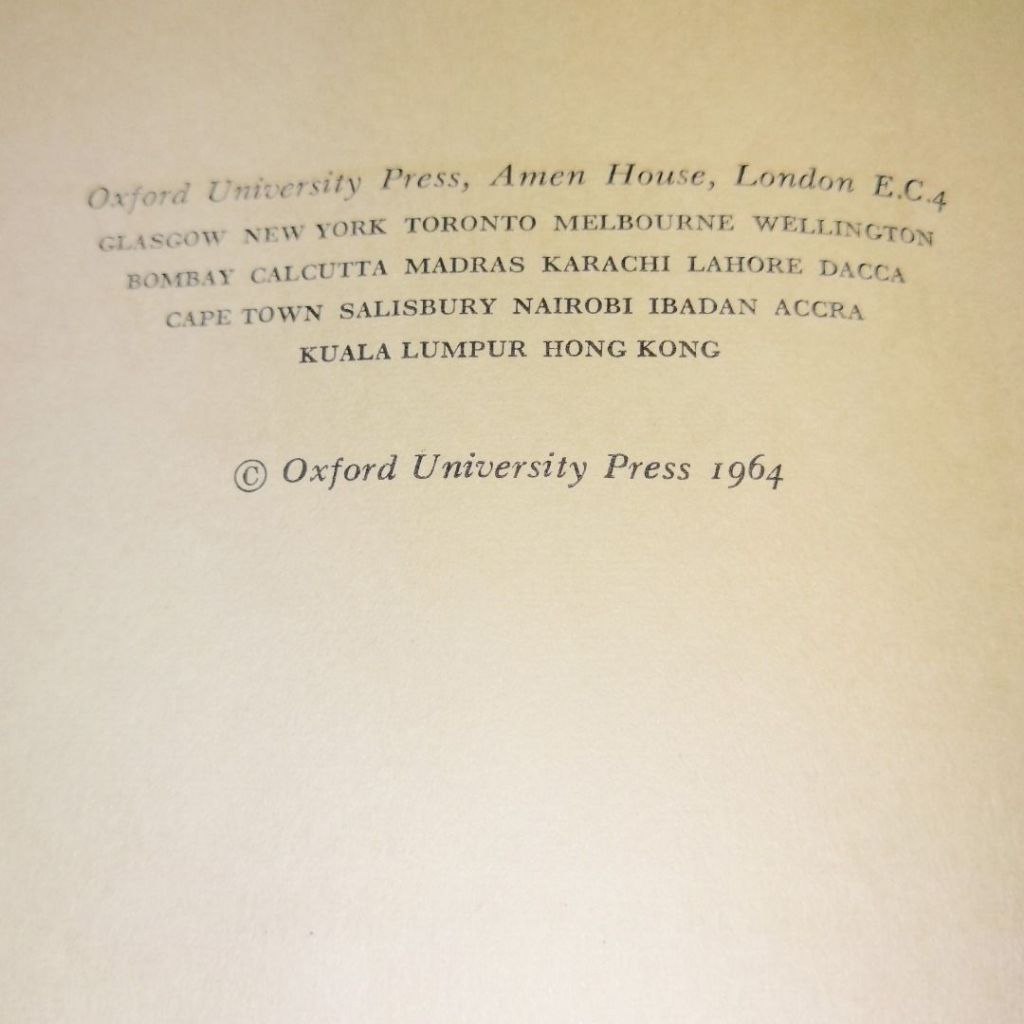 Oxford University Press, Amen House, London E.C.4
GLASGOW NEW YORK TORONTO MELBOURNE WELLINGTON
BOMBAY CALCUTTA MADRAS KARACHI LAHORE DACCA
CAPE TOWN SALISBURY NAIROBI IBADAN ACCRA
KUALA LUMPUR HONG KONG
© Oxford University Press 1964